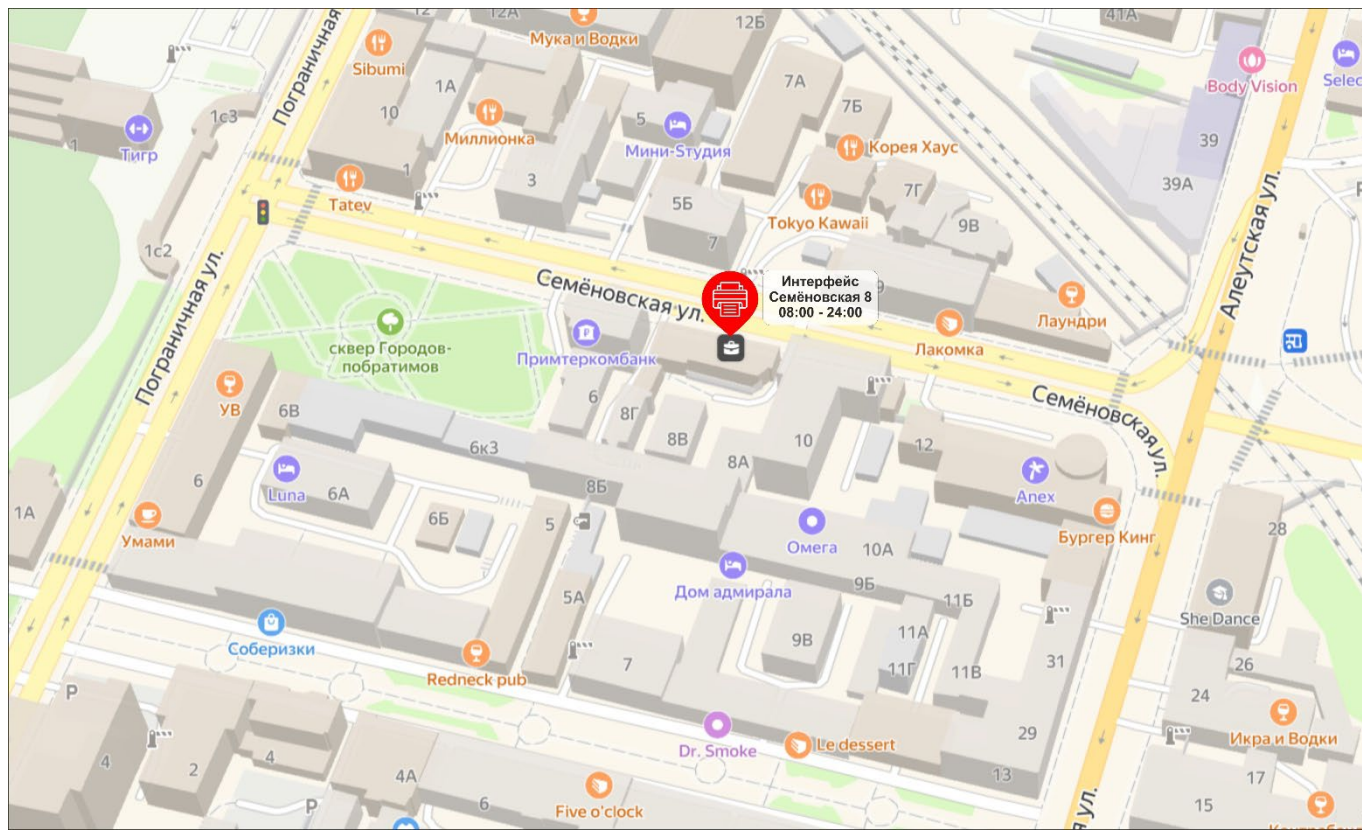 12
12А
Мука и Водки
12Б
41А
Пограничная
Sibumi
1А
10
7А
7Б
Body Vision
Selec
1с3
Миллионка
5
Мини-Sтудия
Корея Хаус
39
1
Тигр
1
3
39А
7Г
Tatev
5Б
Tokyo Kawaii
9В
7
1с2
P
Алеутская ул.
Семёновская ул.
Интерфейс
Семёновская 8
08:00 - 24:00
9
Лаундри
Пограничная ул.
сквер Городов-
побратимов
Примтеркомбанк
Лакомка
УВ
6В
6
8Г
8В
10
Семёновская ул.
12
6к3
8А
Luna
6А
6
8Б
Anex
1А
6Б
5
Умами
Омега
10А
Бургер Кинг
28
Дом адмирала
9Б
5А
11Б
She Dance
Соберизки
9В
11А
7
11Г
11В
31
26
Redneck pub
P
24
Dr. Smoke
Le dessert
29
Икра и Водки
4
2
4
4А
13
17
P
6
Five o'clock
15
я ул.